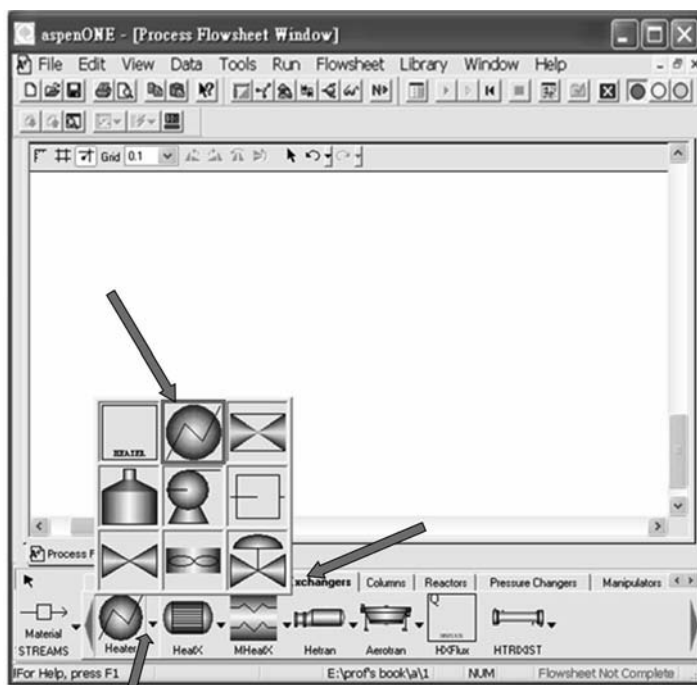 aspenONE - [Process Flowsheet Window]
File Edit View Data Tools Run Flowsheet Library Window Help
N
Grid 0.1
HEATER
Process F
xchangers Columns Reactors Pressure Changers Manipulators
Material
STREAMS
Heater HeatX MHeatX Hetran Aerotran HXFlux HTRIXIST
Q
For Help, press F1 E:\prof's book\a\1 NUM Flowsheet Not Complete